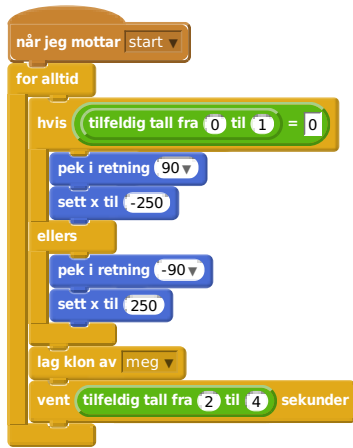 når jeg mottar start
for alltid
hvis tilfeldig tall fra 0 til 1 = 0
pek i retning 90
sett x til -250
ellers
pek i retning -90
sett x til 250
lag klon av meg
vent tilfeldig tall fra 2 til 4 sekunder